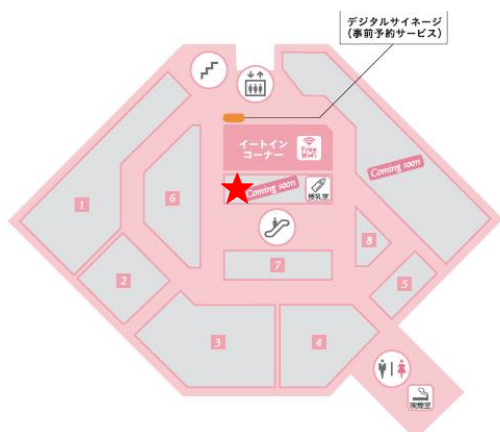 デジタルサイネージ
（事前予約サービス）
イートイン
コーナー
Free
WiFi
Coming soon
授乳室
Coming soon
1
6
2
7
8
5
3
4
喫煙室